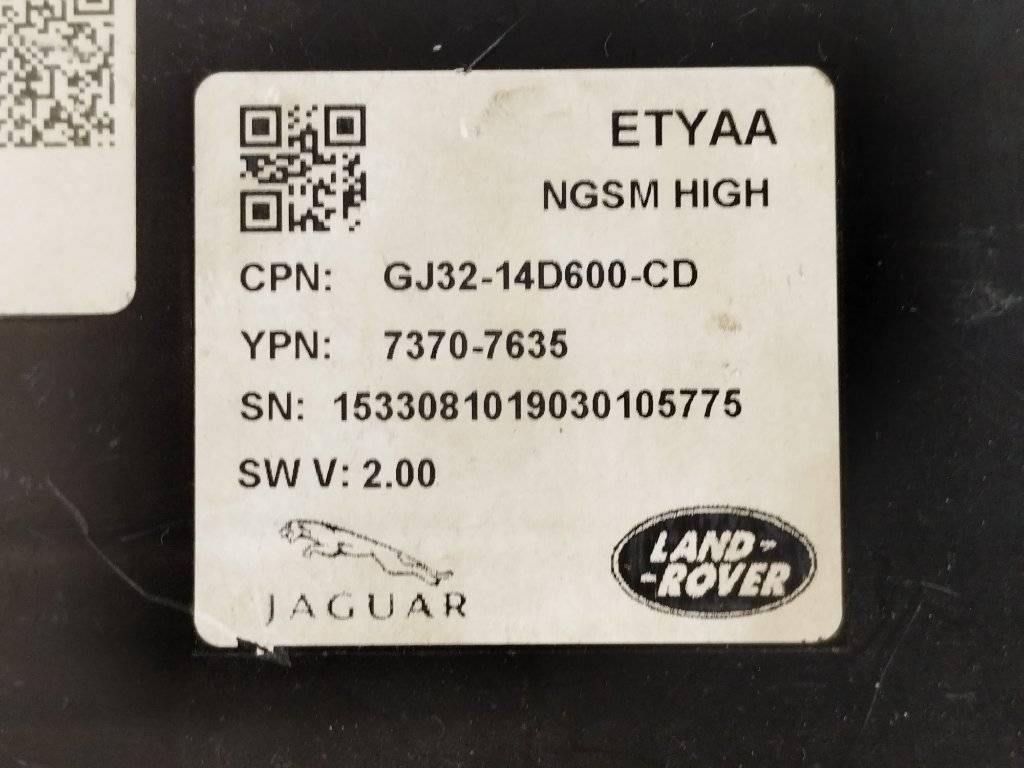 ETYAA
NGSM HIGH
CPN: GJ32-14D600-CD
YPN: 7370-7635
SN: 1533081019030105775
SW V: 2.00
JAGUAR
LAND-
-ROVER